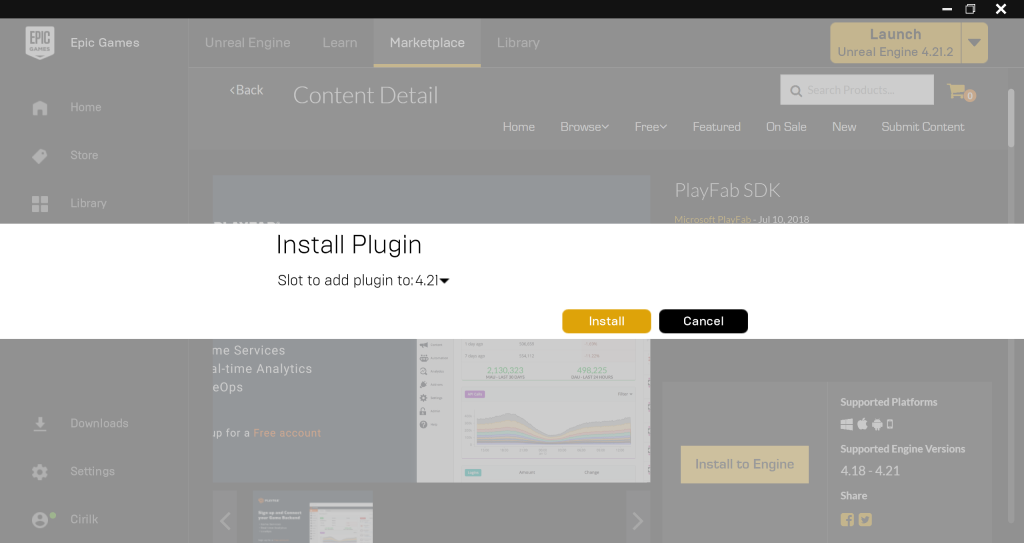 EPIC GAMES
Epic Games
Unreal Engine
Learn
Marketplace
Library
Launch
Unreal Engine 4.21.2
Home
Store
Library
Back
Content Detail
Search Products...
0
Home
Browse
Free
Featured
On Sale
New
Submit Content
PlayFab SDK
Microsoft PlayFab - Jul 10, 2018
Install Plugin
Slot to add plugin to: 4.21
Install
Cancel
me Services
al-time Analytics
eOps
up for a Free account
2,130,323
498,225
Supported Platforms
Supported Engine Versions
4.18 - 4.21
Share
Install to Engine
Downloads
Settings
Cirilk